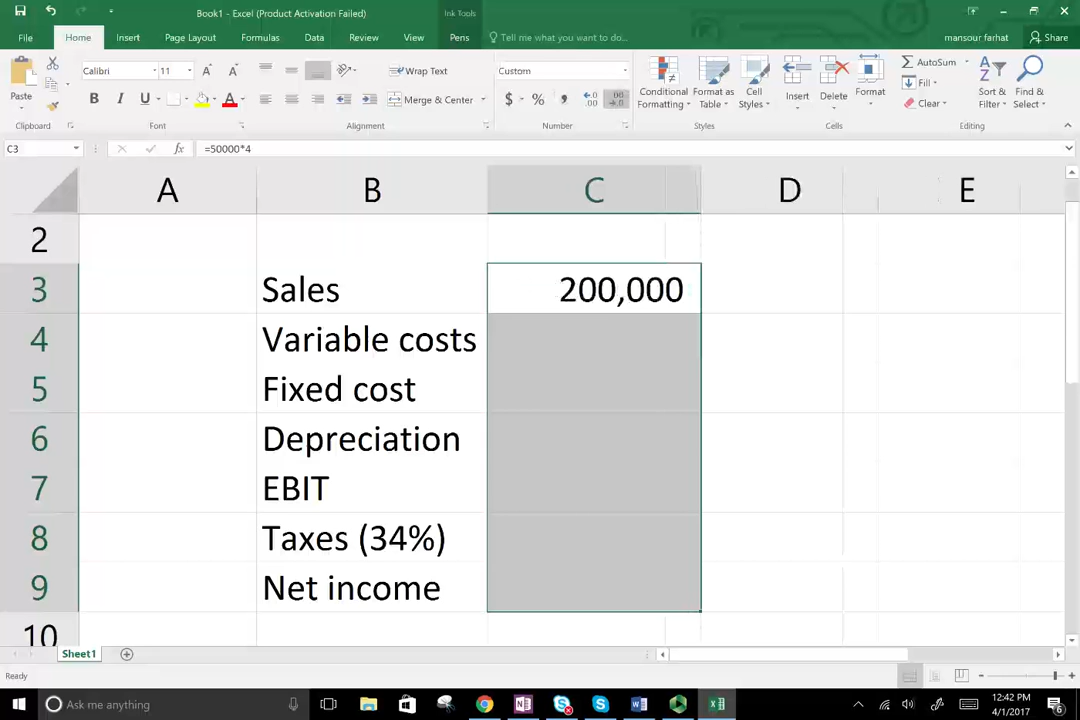 Book1 - Excel (Product Activation Failed)
Ink Tools
File Home Insert Page Layout Formulas Data Review View Pens Tell me what you want to do... mansour farhat Share
Calibri 11 A A Wrap Text Custom AutoSum
Fill
Paste B I U A Merge & Center $ % , .0 .00 Conditional Formatting Format as Table Cell Styles Insert Delete Format Clear Sort & Filter Find & Select
Clipboard Font Alignment Number Styles Cells Editing
C3 fx =50000*4
A B C D E
2
3 Sales 200,000
4 Variable costs
5 Fixed cost
6 Depreciation
7 EBIT
8 Taxes (34%)
9 Net income
10
Sheet1
Ready
Ask me anything
12:42 PM
4/1/2017
6